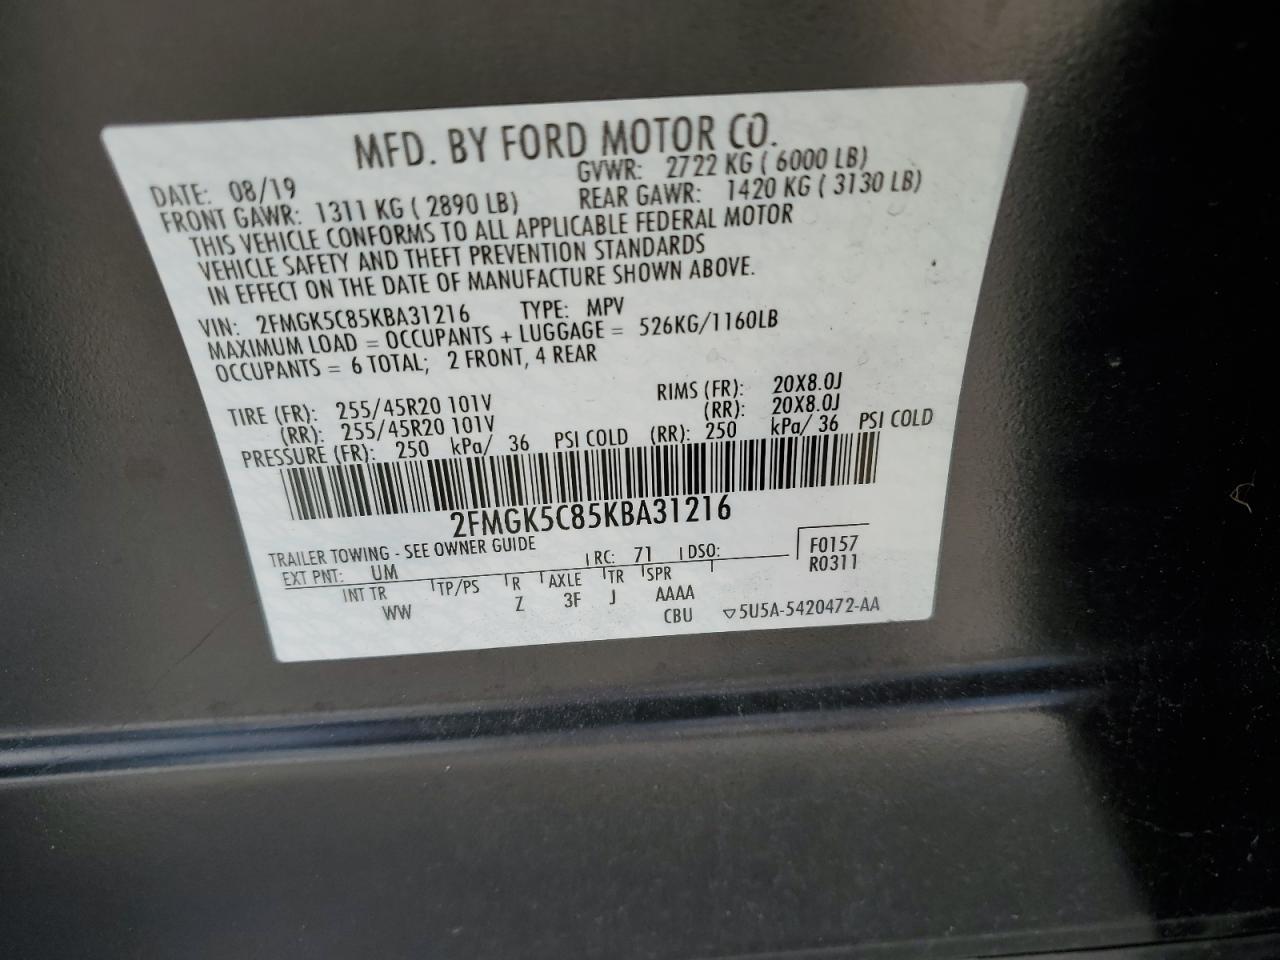 MFD. BY FORD MOTOR CO.
DATE: 08/19 GVWR: 2722 KG ( 6000 LB)
FRONT GAWR: 1311 KG ( 2890 LB) REAR GAWR: 1420 KG ( 3130 LB)
THIS VEHICLE CONFORMS TO ALL APPLICABLE FEDERAL MOTOR
VEHICLE SAFETY AND THEFT PREVENTION STANDARDS
IN EFFECT ON THE DATE OF MANUFACTURE SHOWN ABOVE.
VIN: 2FMGK5C85KBA31216 TYPE: MPV
MAXIMUM LOAD = OCCUPANTS + LUGGAGE = 526KG/1160LB
OCCUPANTS = 6 TOTAL; 2 FRONT, 4 REAR
TIRE (FR): 255/45R20 101V RIMS (FR): 20X8.0J
(RR): 255/45R20 101V (RR): 20X8.0J
PRESSURE (FR): 250 kPa/ 36 PSI COLD (RR): 250 kPa/ 36 PSI COLD
2FMGK5C85KBA31216
TRAILER TOWING - SEE OWNER GUIDE
EXT PNT: UM RC: 71 DSO: F0157
R0311
INT TR TP/PS R AXLE TR SPR
WW Z 3F J AAAA
CBU ▽5U5A-5420472-AA